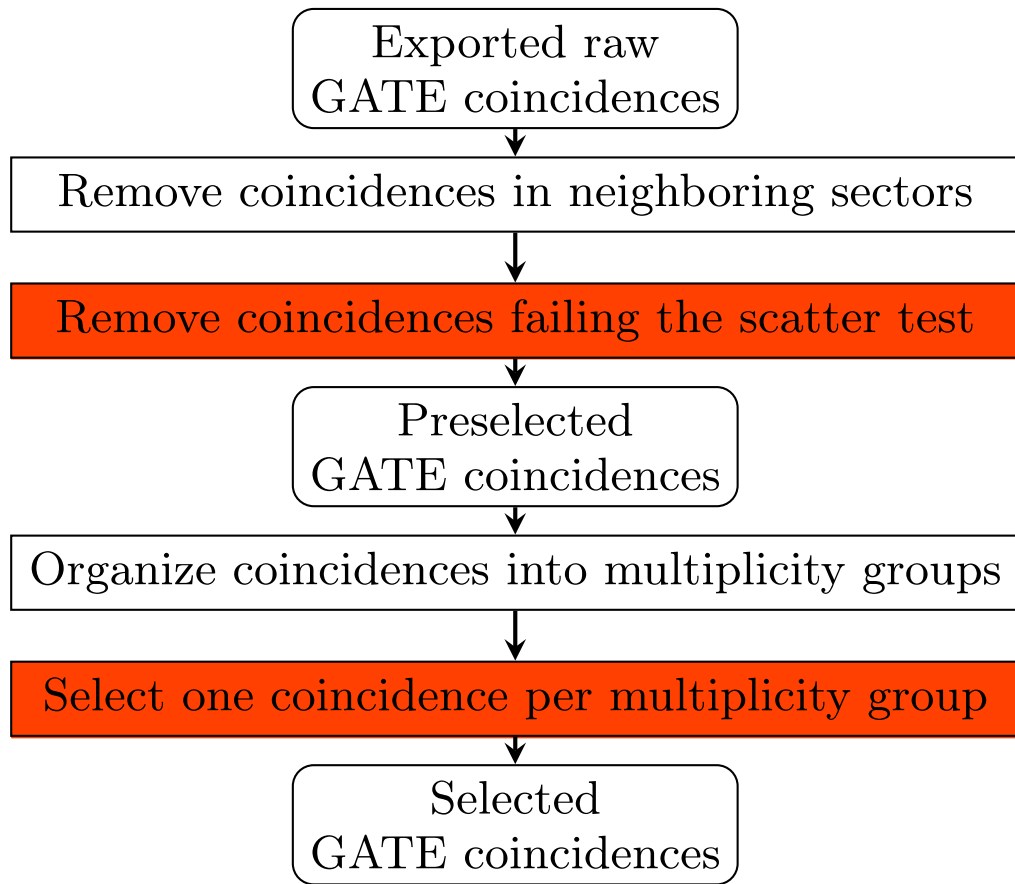 Exported raw
GATE coincidences
Remove coincidences in neighboring sectors
Remove coincidences failing the scatter test
Preselected
GATE coincidences
Organize coincidences into multiplicity groups
Select one coincidence per multiplicity group
Selected
GATE coincidences